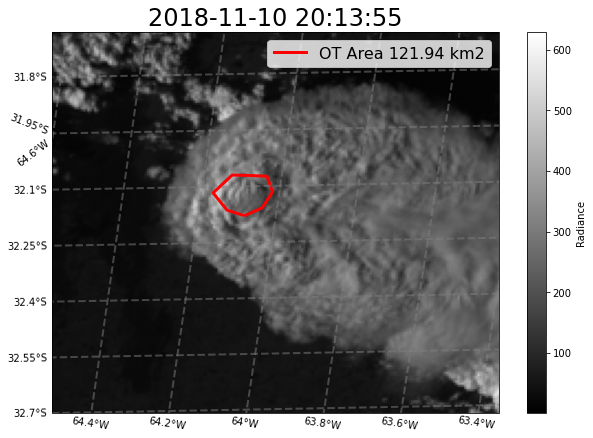 2018-11-10 20:13:55
OT Area 121.94 km2
31.8°S
31.95°S
64.6°W
32.1°S
32.25°S
32.4°S
32.55°S
32.7°S
64.4°W
64.2°W
64°W
63.8°W
63.6°W
63.4°W
600
500
400
300
200
100
Radiance